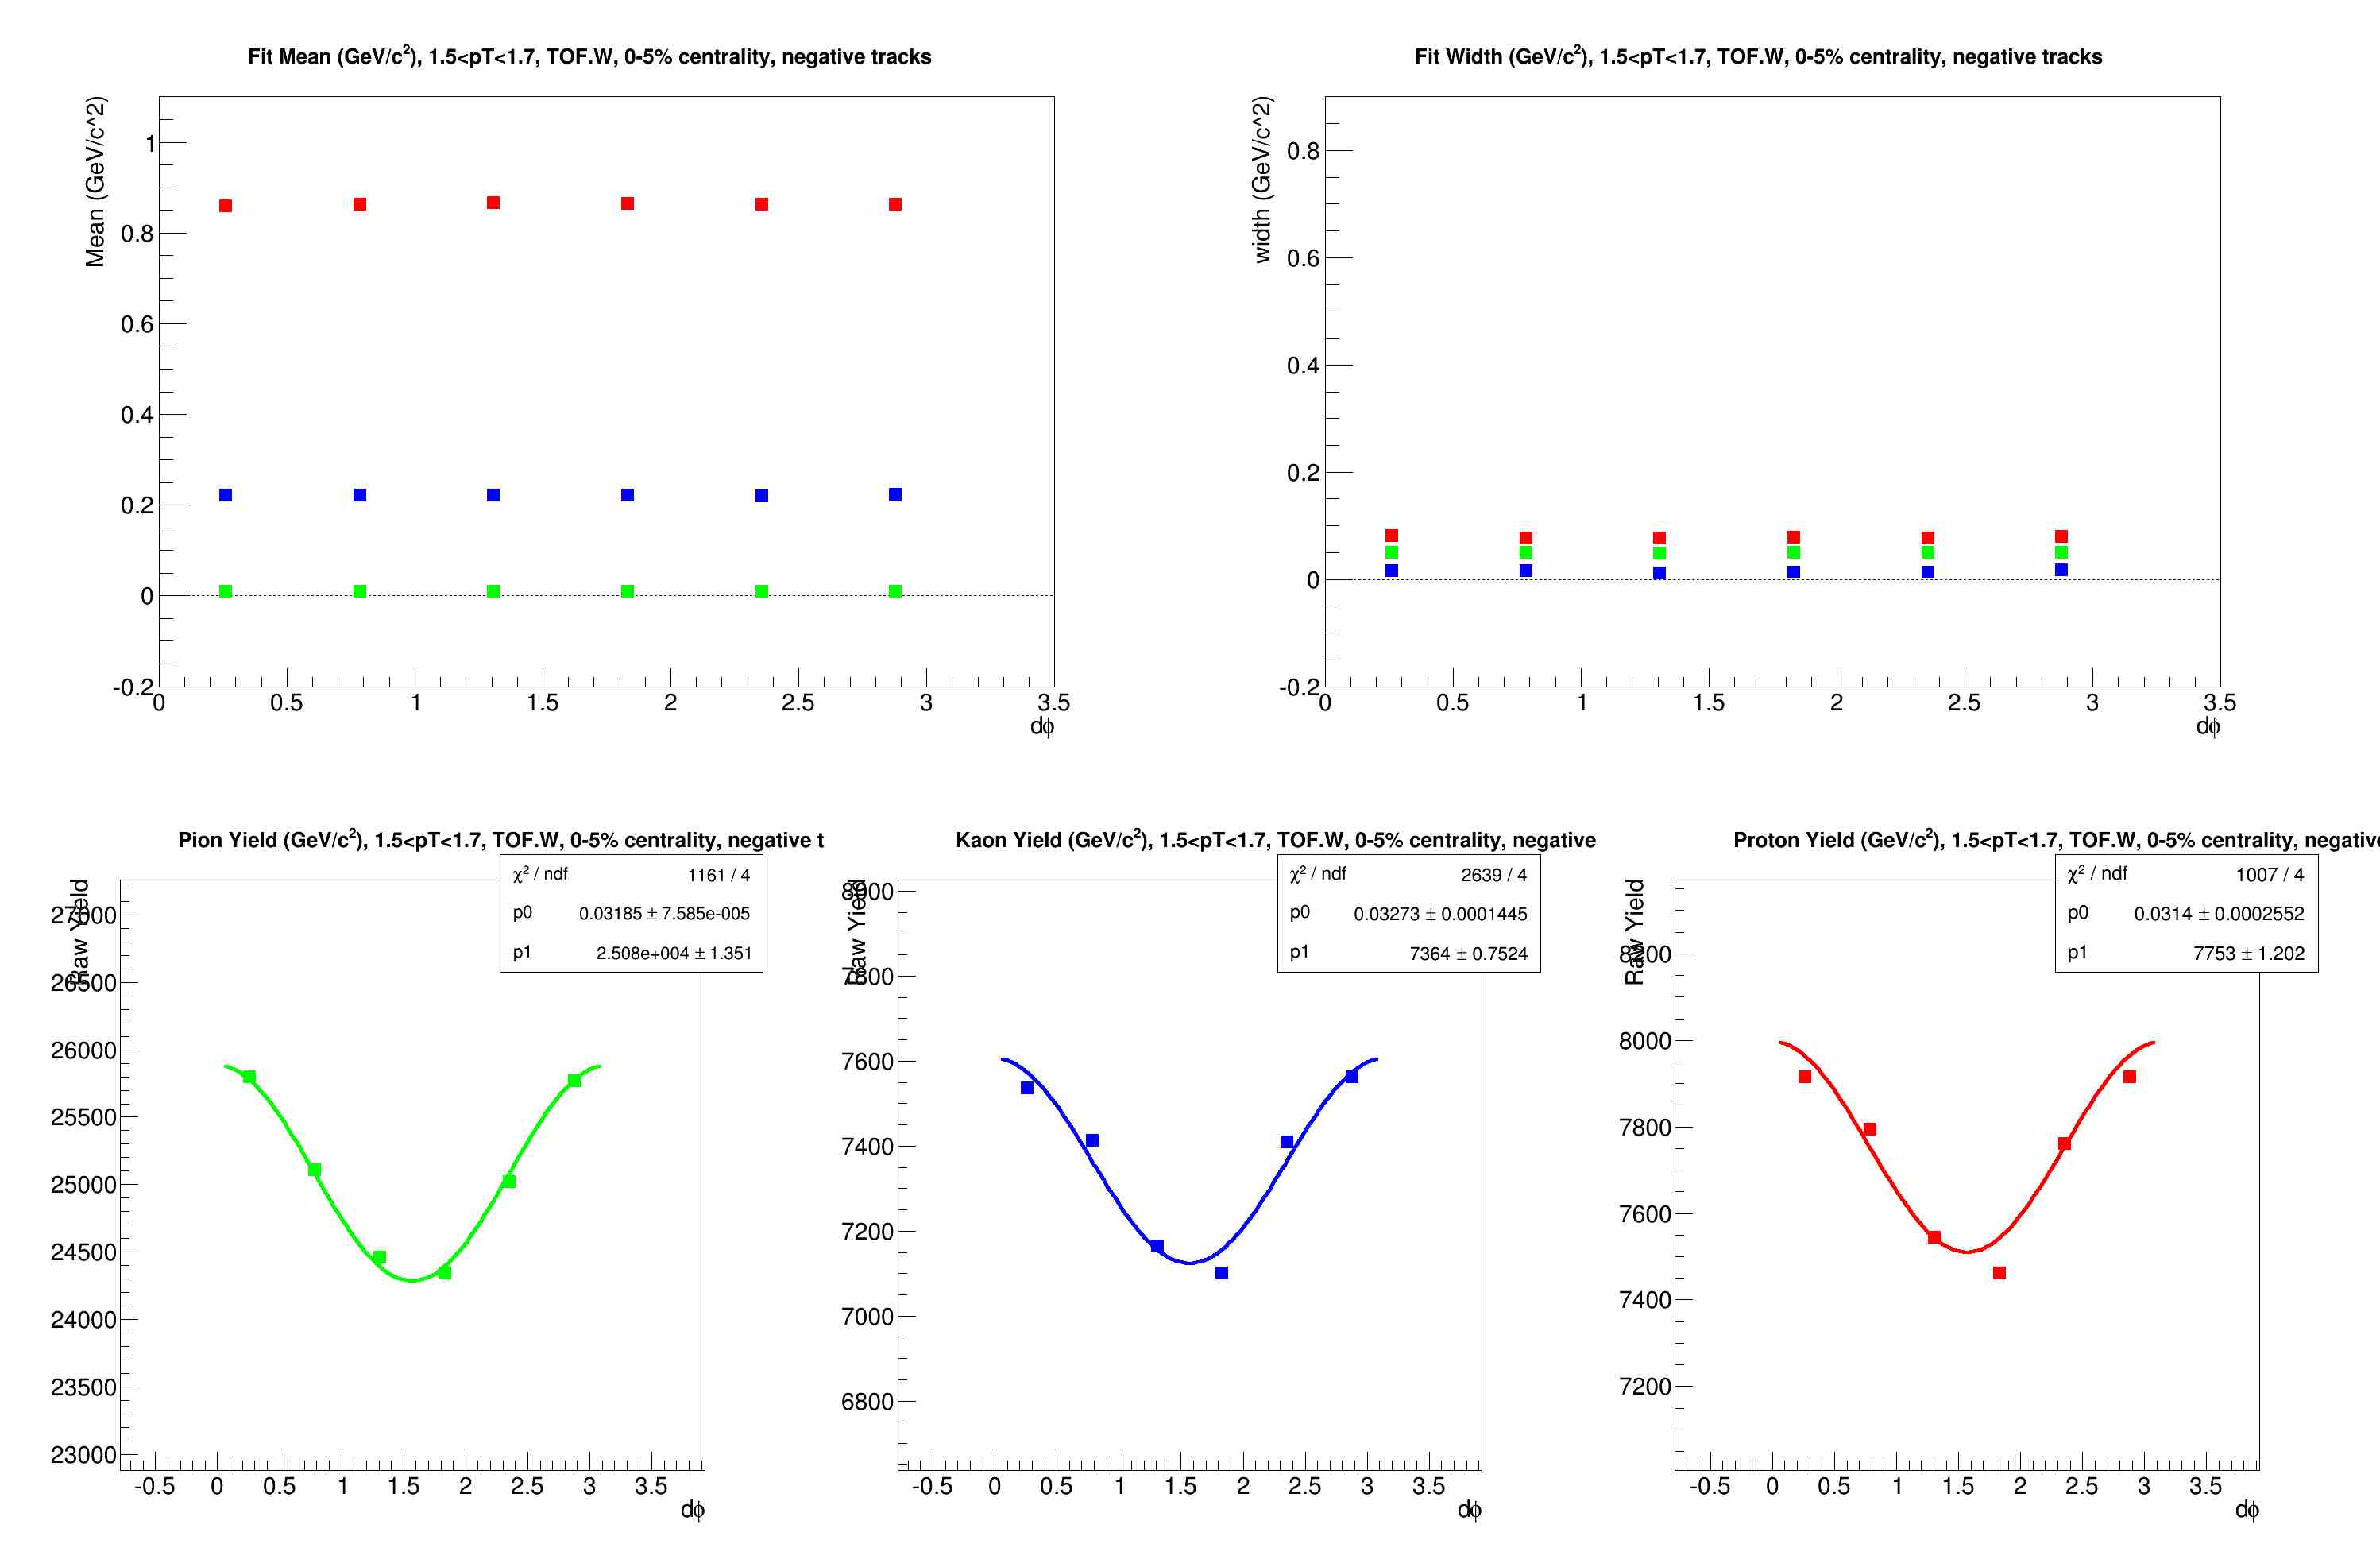 Fit Mean (GeV/c²), 1.5<pT<1.7, TOF.W, 0-5% centrality, negative tracks
Mean (GeV/c^2)
1
0.8
0.6
0.4
0.2
0
-0.2
0 0.5 1 1.5 2 2.5 3 3.5
dϕ
Fit Width (GeV/c²), 1.5<pT<1.7, TOF.W, 0-5% centrality, negative tracks
width (GeV/c^2)
0.8
0.6
0.4
0.2
0
-0.2
0 0.5 1 1.5 2 2.5 3 3.5
dϕ
Pion Yield (GeV/c²), 1.5<pT<1.7, TOF.W, 0-5% centrality, negative t
χ² / ndf 1161 / 4
p0 0.03185 ± 7.585e-005
p1 2.508e+004 ± 1.351
Raw Yield
27000
26500
26000
25500
25000
24500
24000
23500
23000
-0.5 0 0.5 1 1.5 2 2.5 3 3.5
dϕ
Kaon Yield (GeV/c²), 1.5<pT<1.7, TOF.W, 0-5% centrality, negative
χ² / ndf 2639 / 4
p0 0.03273 ± 0.0001445
p1 7364 ± 0.7524
Raw Yield
8000
7800
7600
7400
7200
7000
6800
-0.5 0 0.5 1 1.5 2 2.5 3 3.5
dϕ
Proton Yield (GeV/c²), 1.5<pT<1.7, TOF.W, 0-5% centrality, negative
χ² / ndf 1007 / 4
p0 0.0314 ± 0.0002552
p1 7753 ± 1.202
Raw Yield
8200
8000
7800
7600
7400
7200
-0.5 0 0.5 1 1.5 2 2.5 3 3.5
dϕ